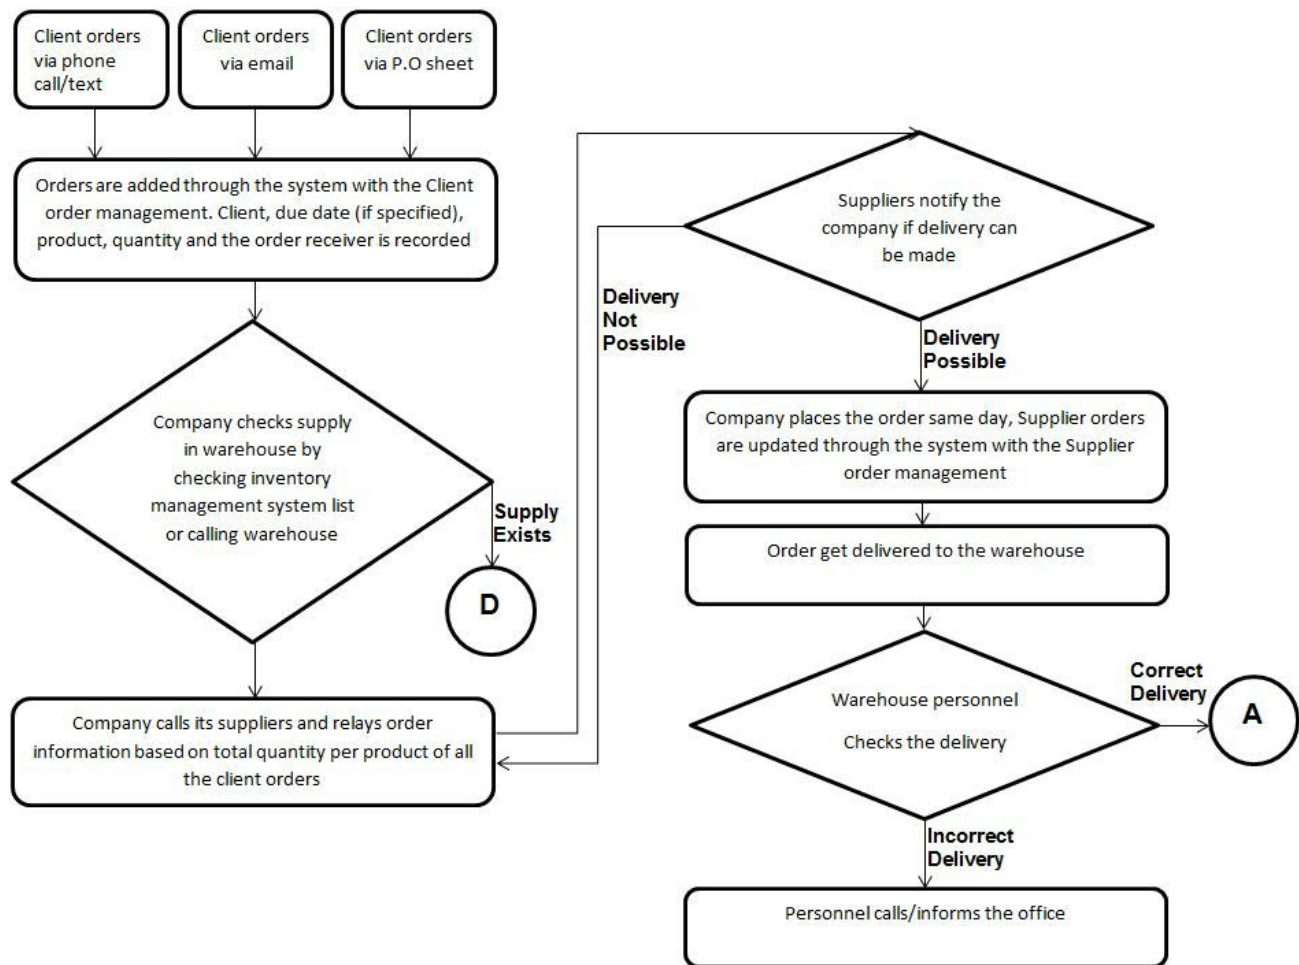 Client orders
via phone
call/text
Client orders
via email
Client orders
via P.O sheet
Orders are added through the system with the Client
order management. Client, due date (if specified),
product, quantity and the order receiver is recorded
Company checks supply
in warehouse by
checking inventory
management system list
or calling warehouse
Supply
Exists
D
Company calls its suppliers and relays order
information based on total quantity per product of all
the client orders
Suppliers notify the
company if delivery can
be made
Delivery
Not
Possible
Delivery
Possible
Company places the order same day, Supplier orders
are updated through the system with the Supplier
order management
Order get delivered to the warehouse
Warehouse personnel
Checks the delivery
Correct
Delivery
A
Incorrect
Delivery
Personnel calls/informs the office